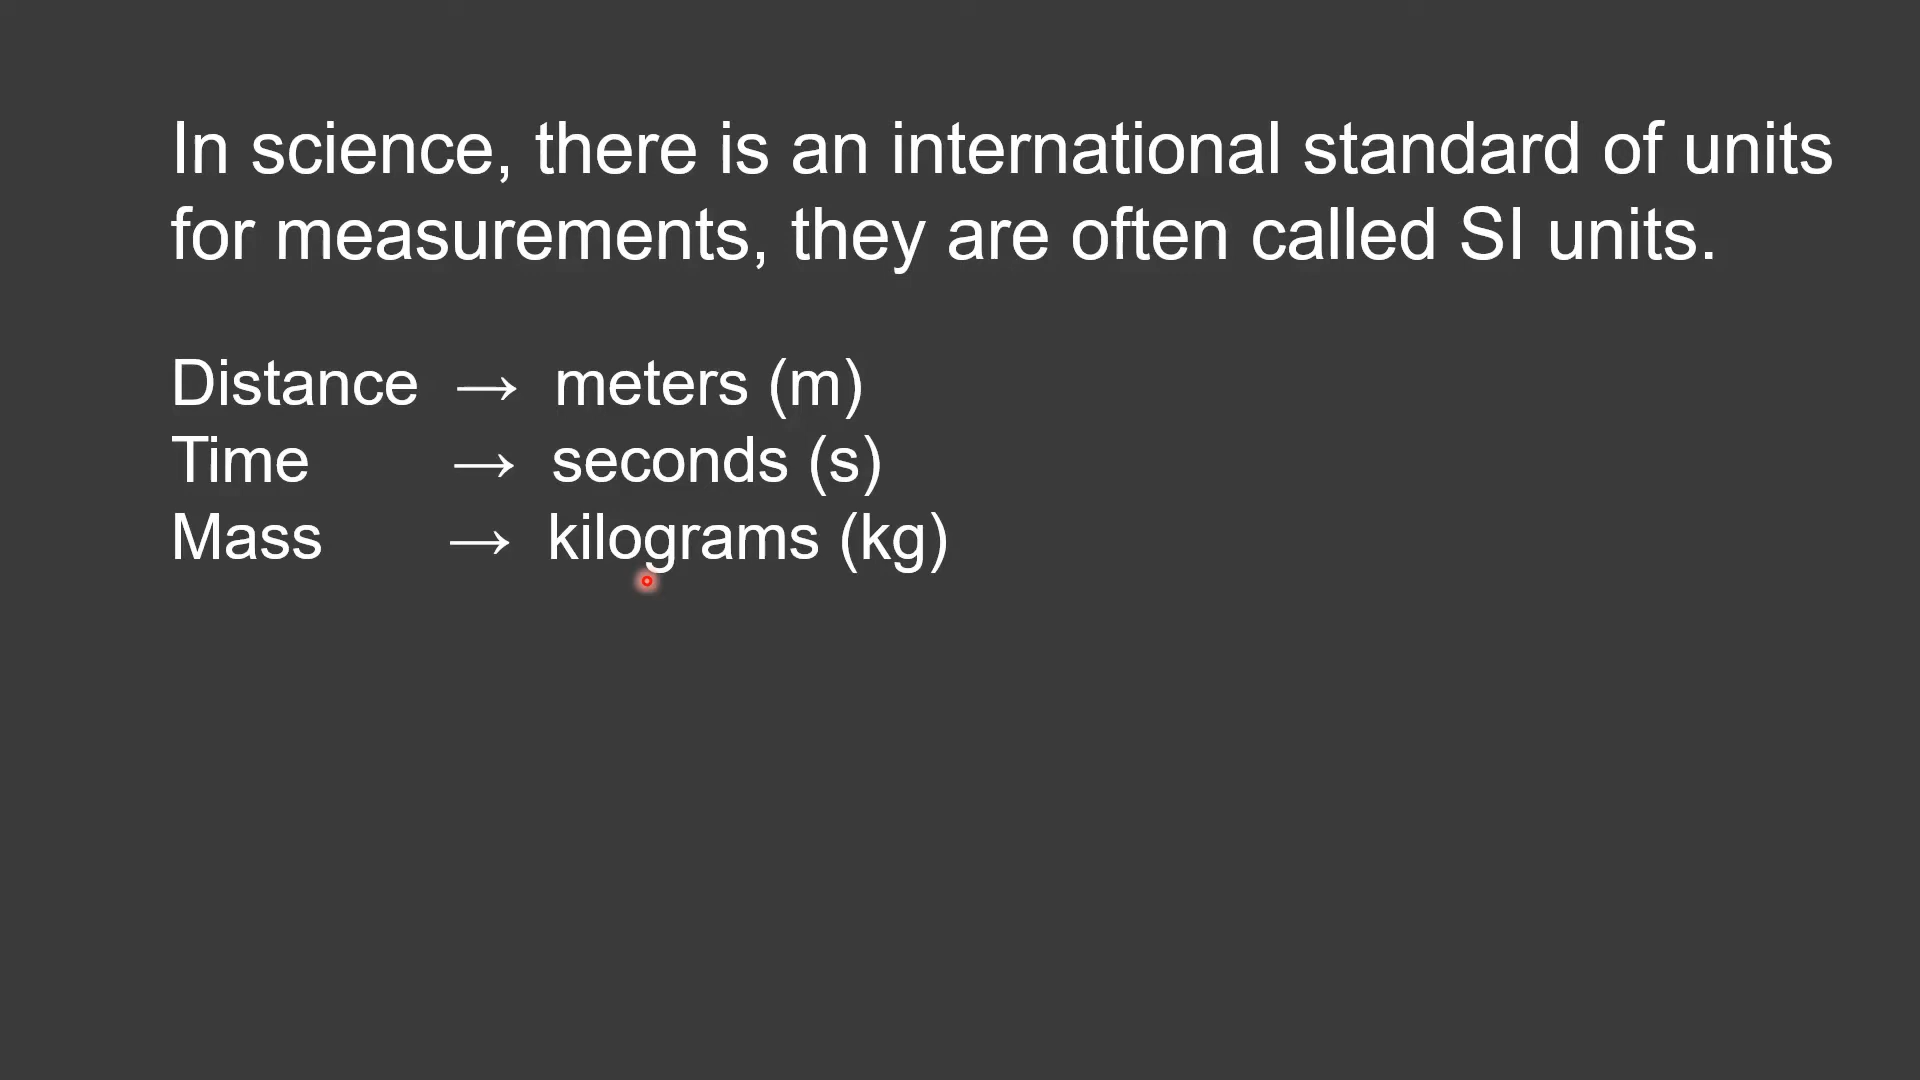 In science, there is an international standard of units
for measurements, they are often called SI units.
Distance → meters (m)
Time → seconds (s)
Mass → kilograms (kg)